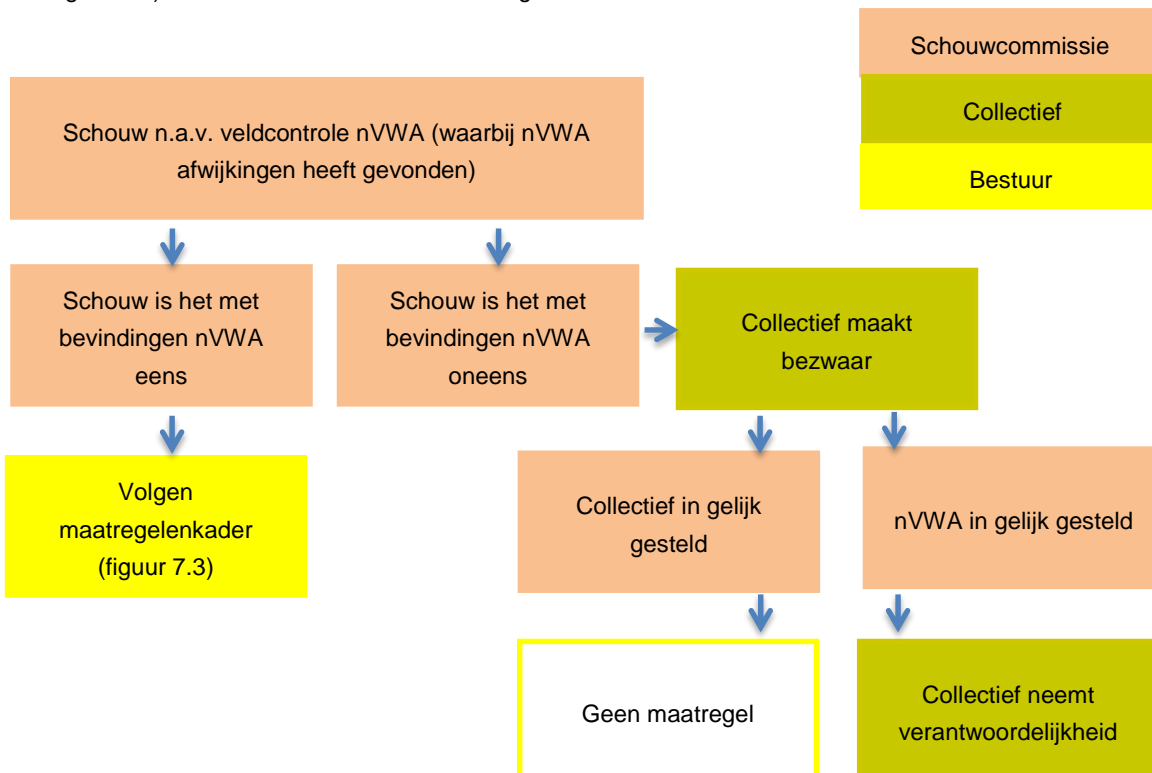 Schouwcommissie
Collectief
Bestuur
Schouw n.a.v. veldcontrole nVWA (waarbij nVWA
afwijkingen heeft gevonden)
Schouw is het met
bevindingen nVWA
eens
Schouw is het met
bevindingen nVWA
oneens
Collectief maakt
bezwaar
Volgen
maatregelenkader
(figuur 7.3)
Collectief in gelijk
gesteld
nVWA in gelijk gesteld
Geen maatregel
Collectief neemt
verantwoordelijkheid